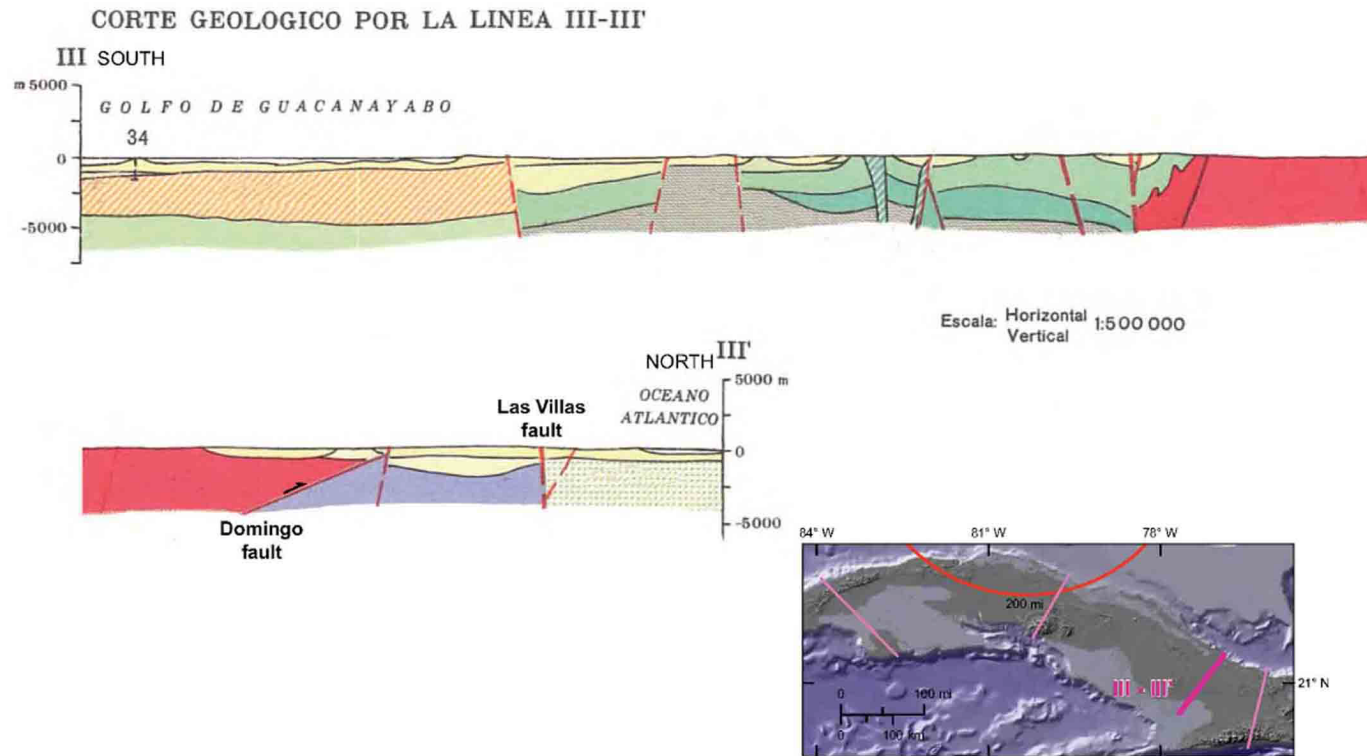 CORTE GEOLOGICO POR LA LINEA III-III'
III SOUTH
m 5000
GOLFO DE GUACANAYABO
34
0
-5000
Escala: Horizontal
Vertical
1:500 000
NORTH III'
5000 m
OCEANO
ATLANTICO
Las Villas
fault
0
-5000
Domingo
fault
84° W 81° W 78° W
200 mi
III - III'
21° N
0 100 mi
0 100 km